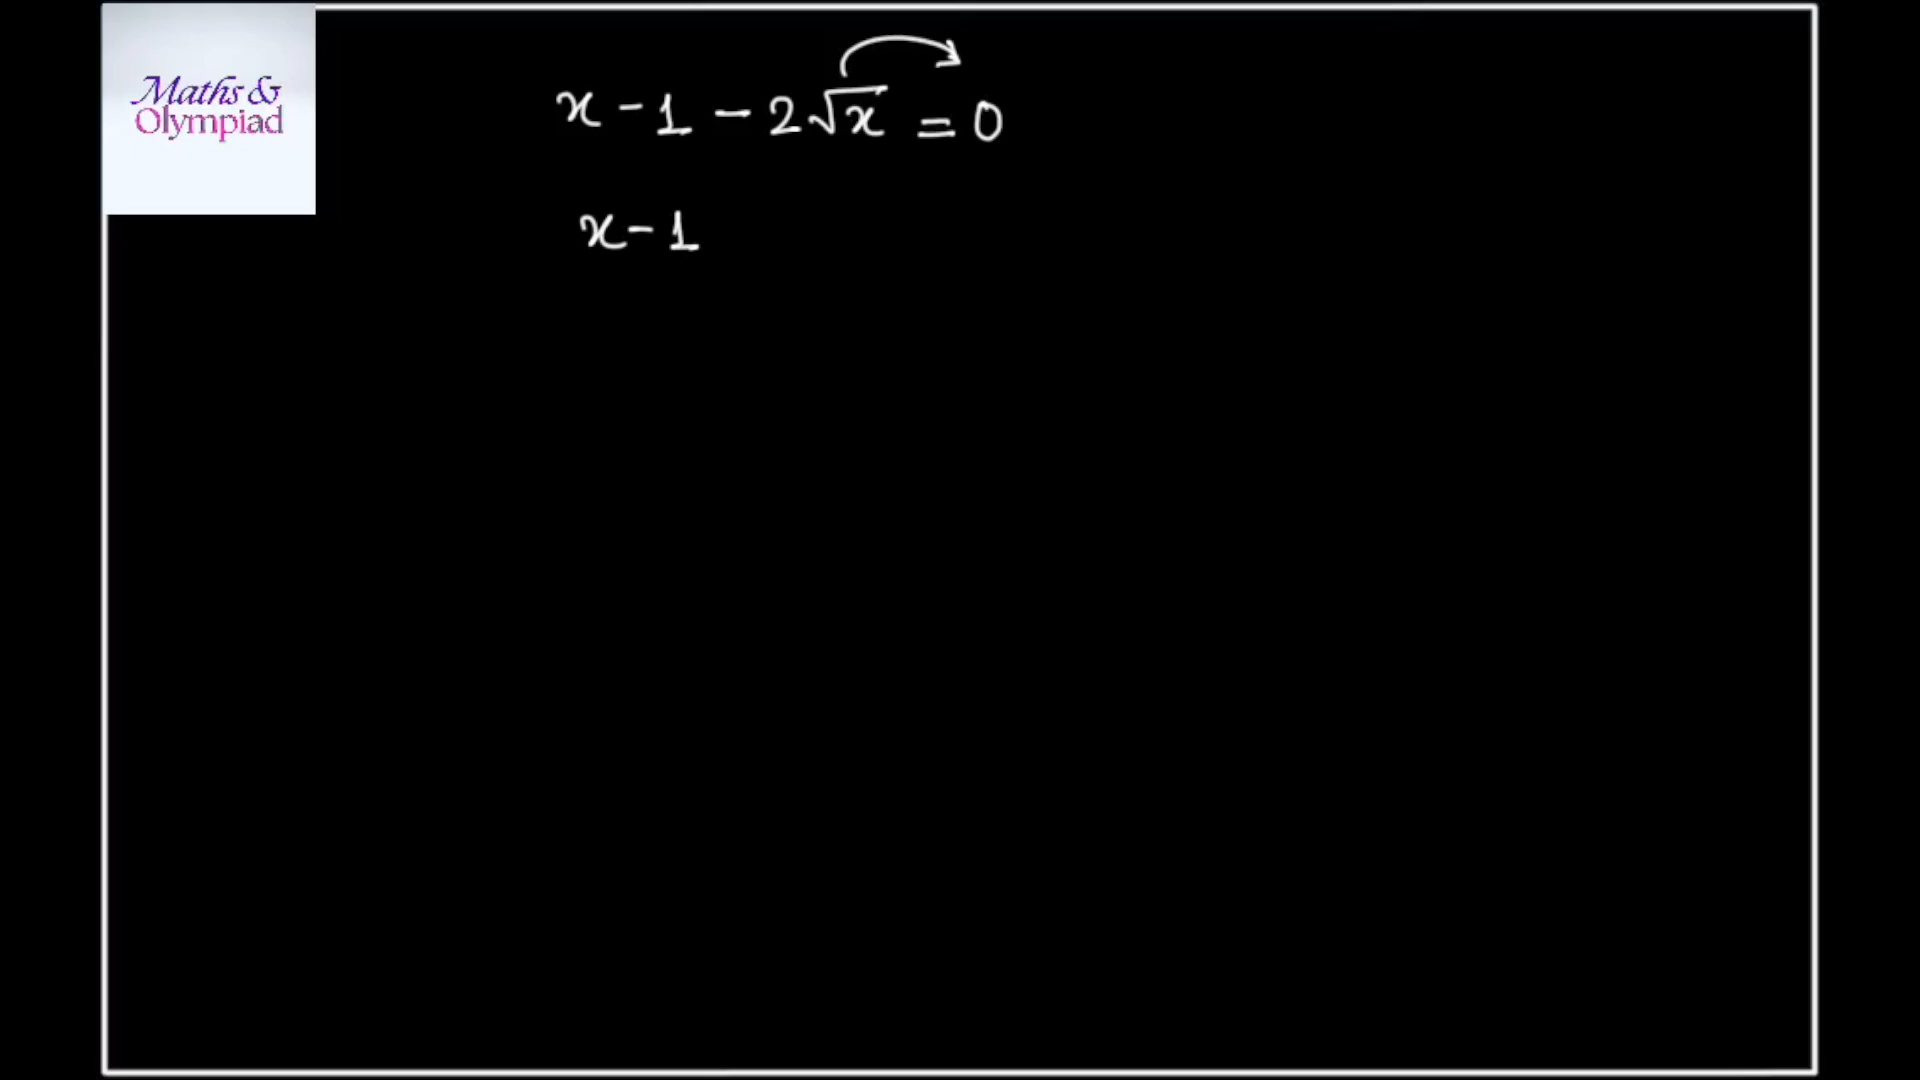 Maths &
Olympiad
x - 1 - 2√x = 0
x - 1